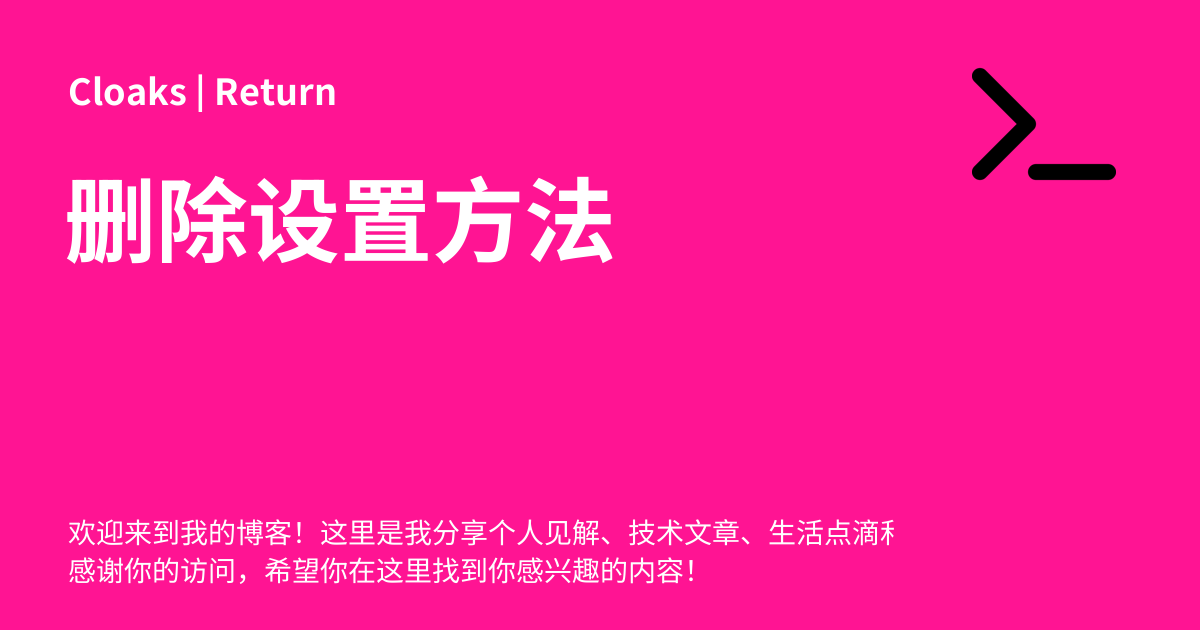 Cloaks | Return
删除设置方法
欢迎来到我的博客！这里是我分享个人见解、技术文章、生活点滴
感谢你的访问，希望你在这里找到你感兴趣的内容！